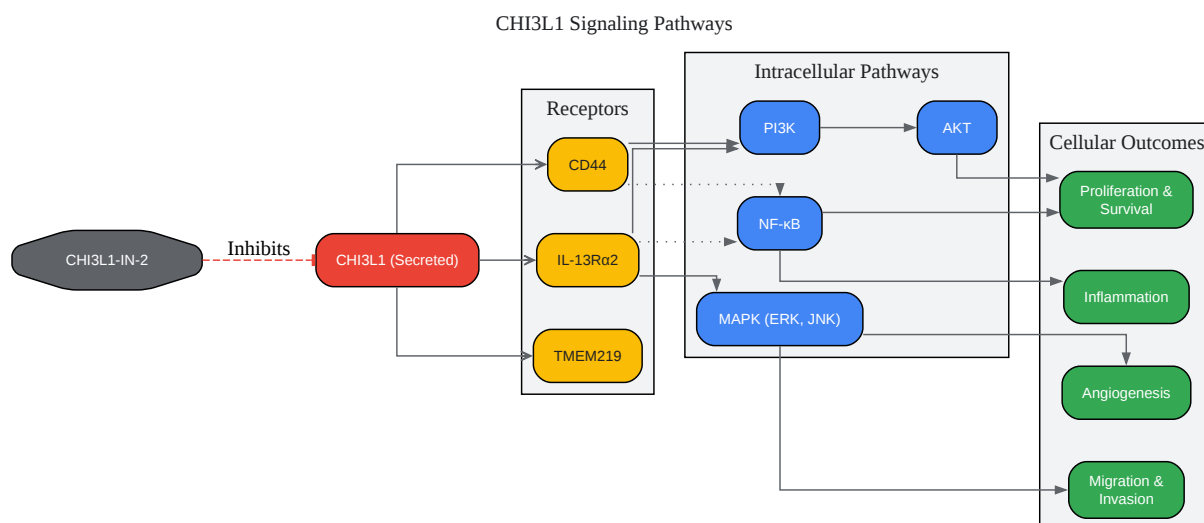 CHI3L1 Signaling Pathways
Intracellular Pathways
Receptors
PI3K
AKT
Cellular Outcomes
CD44
Proliferation &
Survival
NF-κB
Inhibits
CHI3L1-IN-2
CHI3L1 (Secreted)
IL-13Rα2
Inflammation
MAPK (ERK, JNK)
TMEM219
Angiogenesis
Migration &
Invasion